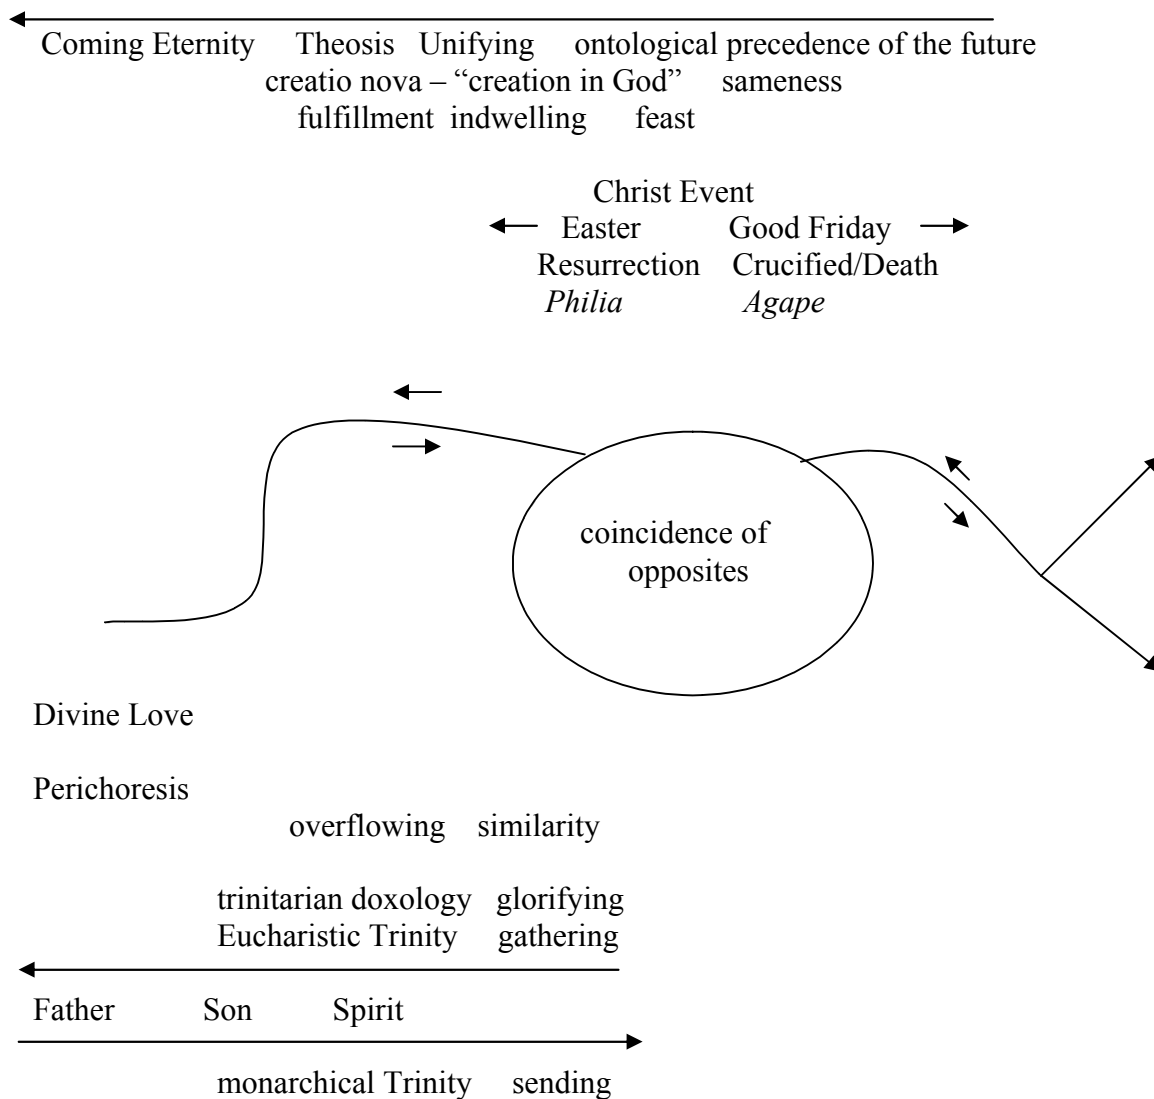 Coming Eternity Theosis Unifying ontological precedence of the future
creatio nova – “creation in God” sameness
fulfillment indwelling feast
Christ Event
Easter Good Friday
Resurrection Crucified/Death
Philia Agape
coincidence of
opposites
Divine Love
Perichoresis
overflowing similarity
trinitarian doxology glorifying
Eucharistic Trinity gathering
Father Son Spirit
monarchical Trinity sending